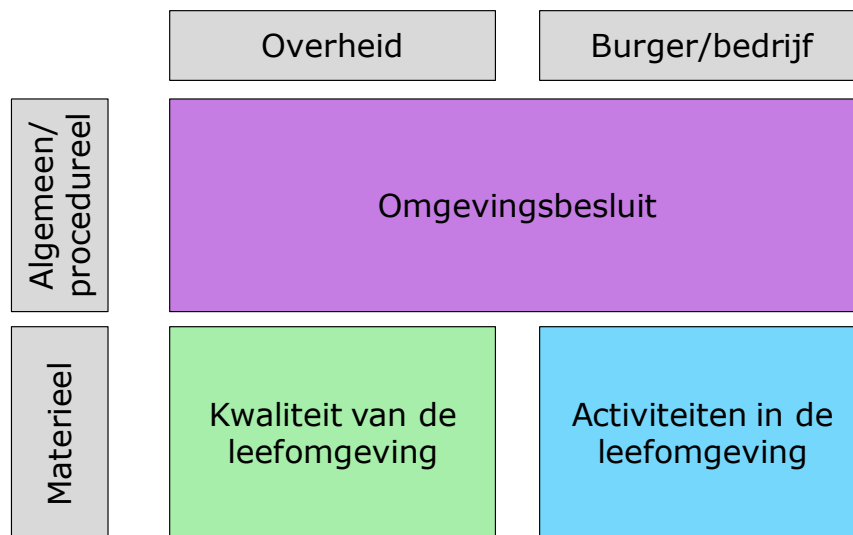 Overheid
Burger/bedrijf
Algemeen/
procedureel
Omgevingsbesluit
Materieel
Kwaliteit van de
leefomgeving
Activiteiten in de
leefomgeving